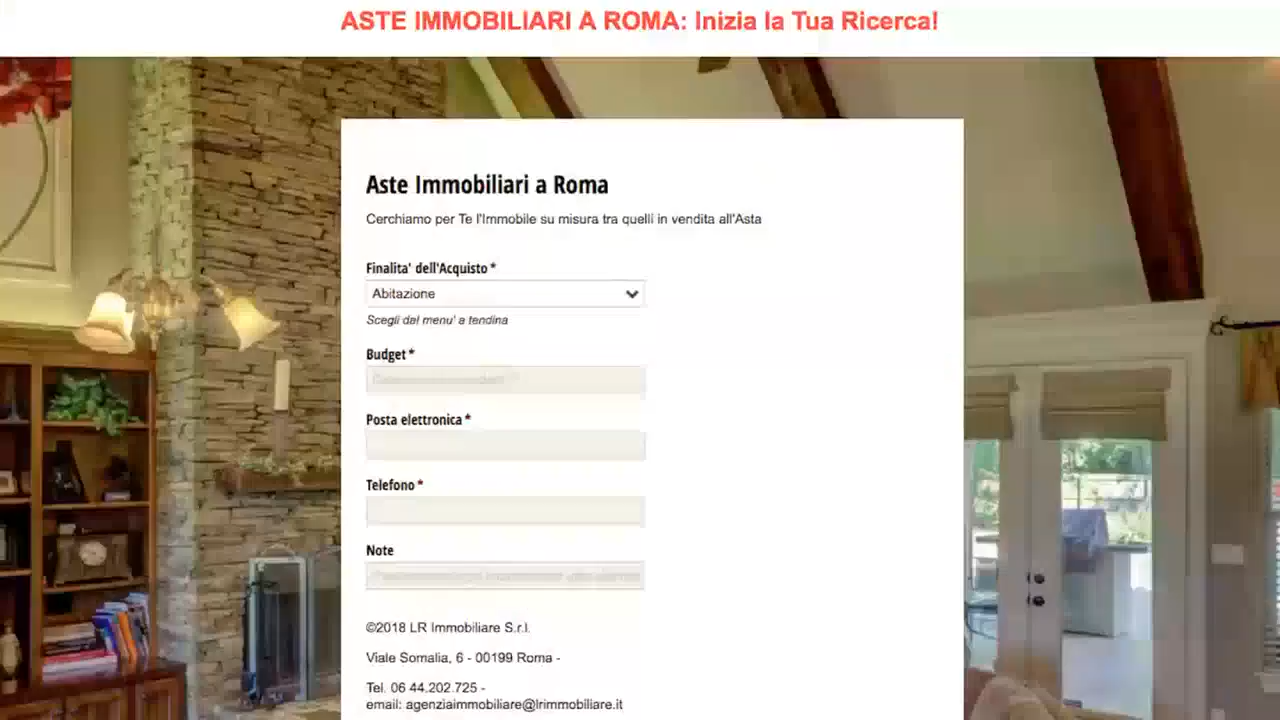 ASTE IMMOBILIARI A ROMA: Inizia la Tua Ricerca!
Aste Immobiliari a Roma
Cerchiamo per Te l'Immobile su misura tra quelli in vendita all'Asta
Finalita' dell'Acquisto *
Abitazione
Scegli dal menu' a tendina
Budget *
Posta elettronica *
Telefono *
Note
©2018 LR Immobiliare S.r.l.
Viale Somalia, 6 - 00199 Roma -
Tel. 06 44.202.725 -
email: agenziaimmobiliare@lrimmobiliare.it